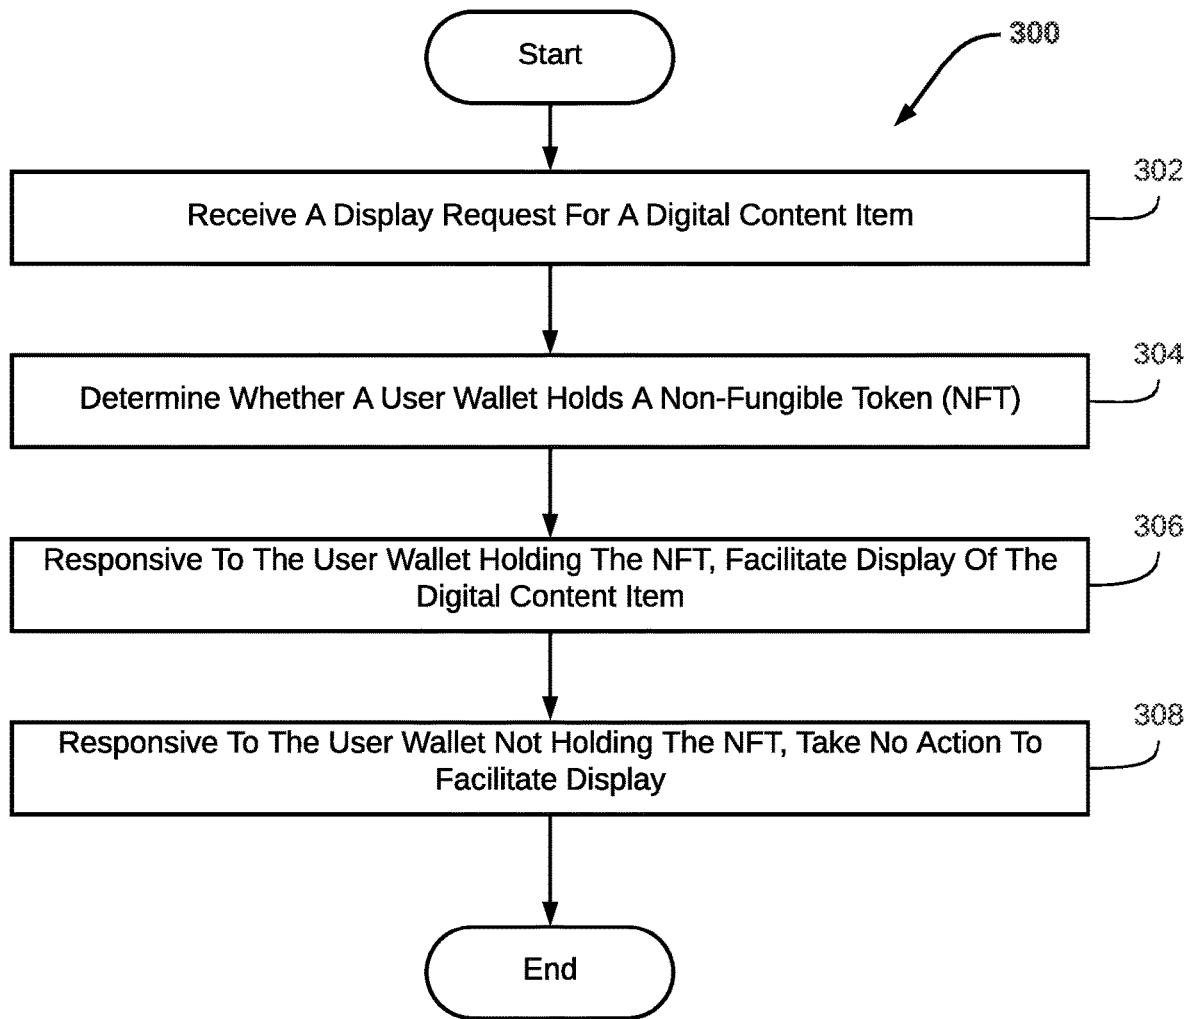 Start
300
302
Receive A Display Request For A Digital Content Item
304
Determine Whether A User Wallet Holds A Non-Fungible Token (NFT)
306
Responsive To The User Wallet Holding The NFT, Facilitate Display Of The
Digital Content Item
308
Responsive To The User Wallet Not Holding The NFT, Take No Action To
Facilitate Display
End